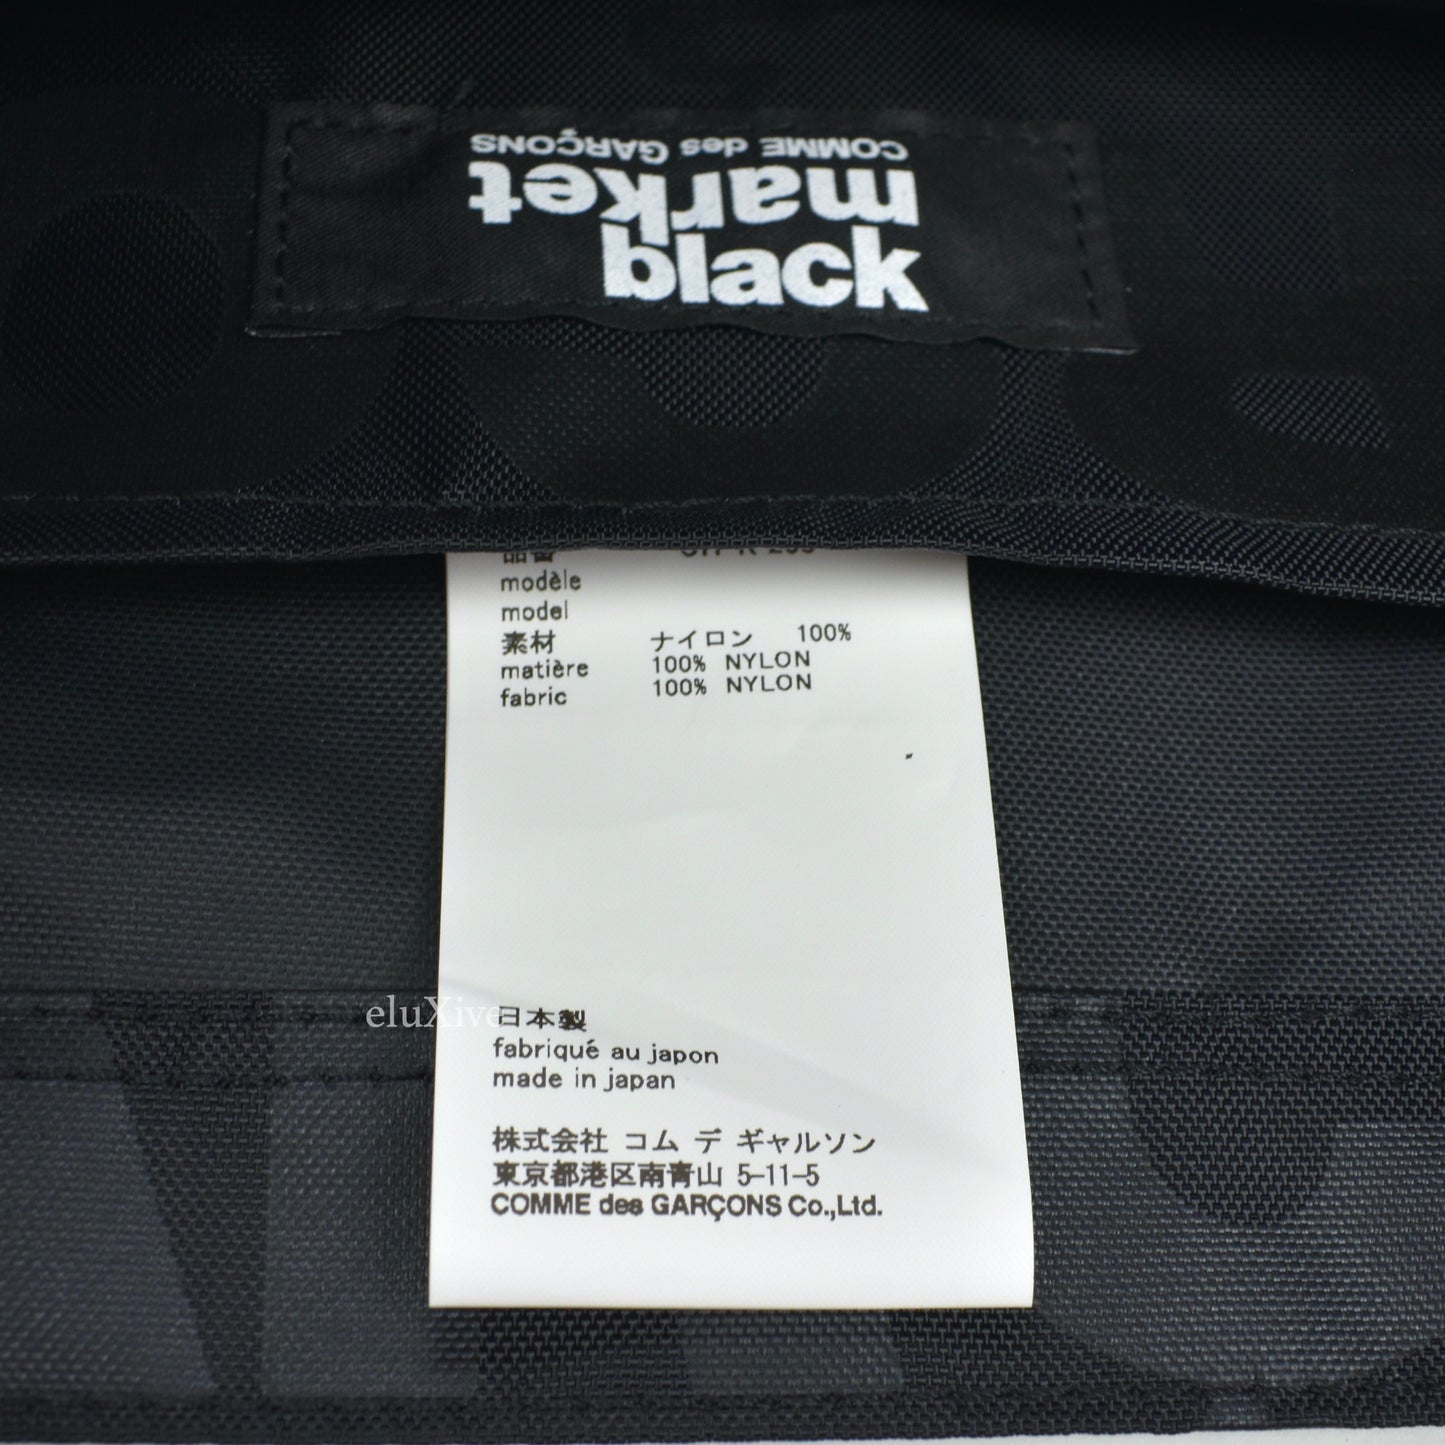 black
market
COMME des GARÇONS
品番
modèle
model
素材 ナイロン 100%
matière 100% NYLON
fabric 100% NYLON
eluXive
日本製
fabriqué au japon
made in japan
株式会社 コム デ ギャルソン
東京都港区南青山 5-11-5
COMME des GARÇONS Co.,Ltd.